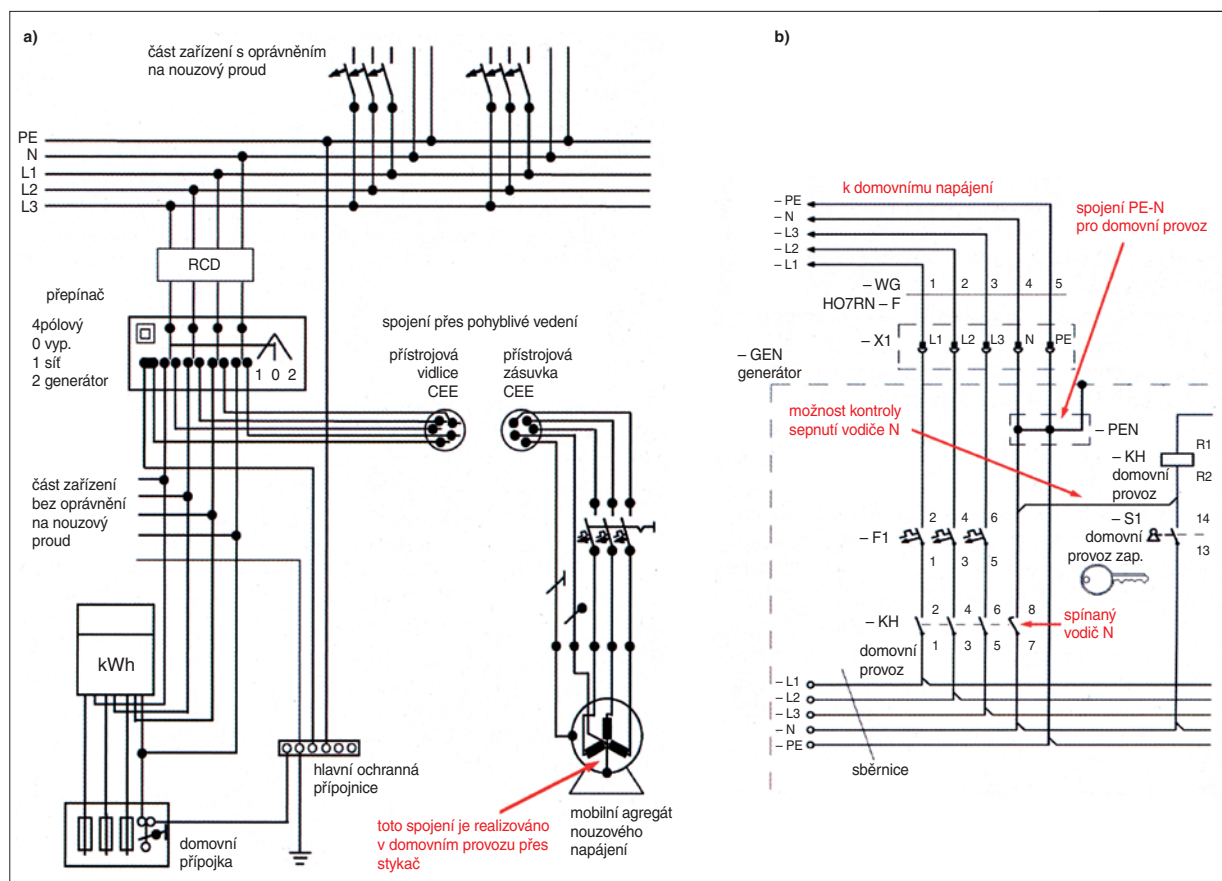 a)
část zařízení s oprávněním
na nouzový proud
PE
N
L1
L2
L3
RCD
přepínač
4pólový
0 vyp.
1 síť
2 generátor
1 0 2
spojení přes pohyblivé vedení
přístrojová
vidlice
CEE
přístrojová
zásuvka
CEE
část zařízení
bez oprávnění
na nouzový
proud
kWh
hlavní ochranná
přípojnice
domovní
přípojka
toto spojení je realizováno
v domovním provozu přes
stykač
mobilní agregát
nouzového
napájení
b)
k domovnímu napájení
– PE
– N
– L3
– L2
– L1
spojení PE-N
pro domovní provoz
– WG
HO7RN – F
1 2 3 4 5
– X1
L1 L2 L3 N PE
– GEN
generátor
možnost kontroly
sepnutí vodiče N
– PEN
– KH
domovní
provoz
R1
R2
– S1
domovní
provoz zap.
14
13
– F1
2 4 6
1 3 5
– KH
domovní
provoz
2 4 6 8
1 3 5 7
spínaný
vodič N
– L1
– L2
– L3
– N
– PE
sběrnice